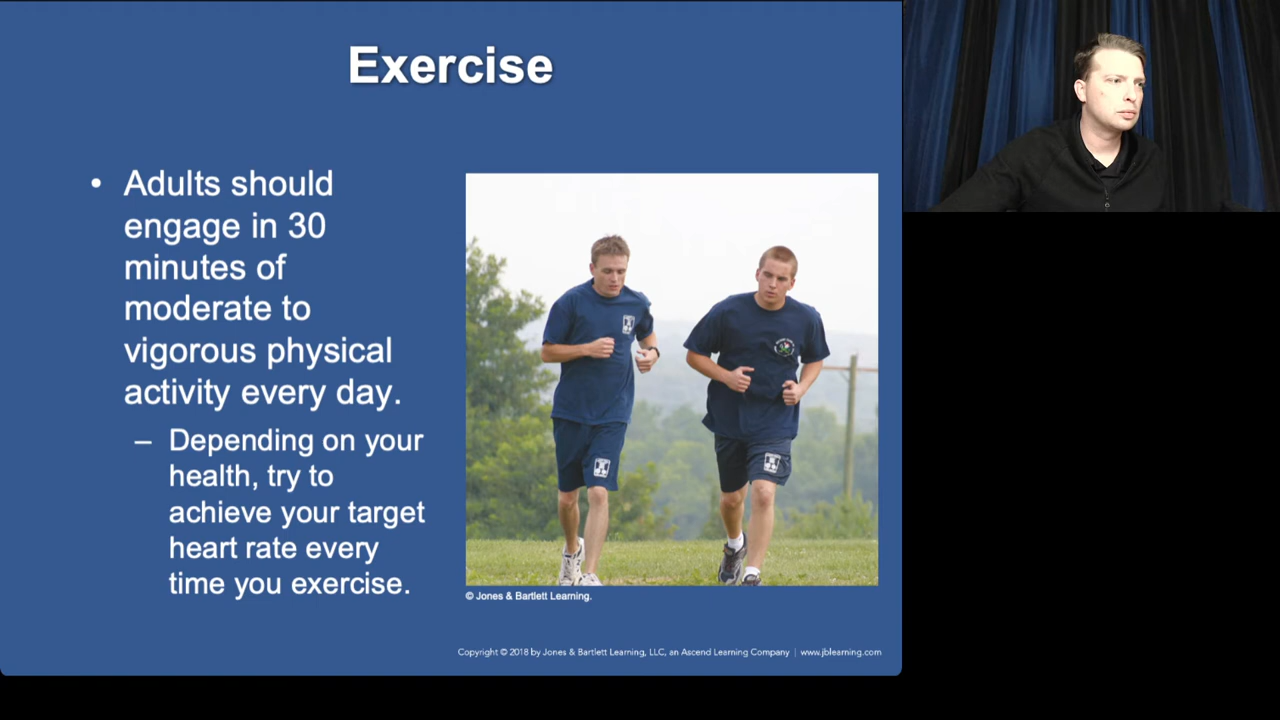 Exercise
• Adults should
engage in 30
minutes of
moderate to
vigorous physical
activity every day.
– Depending on your
health, try to
achieve your target
heart rate every
time you exercise.
© Jones & Bartlett Learning.
Copyright © 2018 by Jones & Bartlett Learning, LLC, an Ascend Learning Company | www.jblearning.com